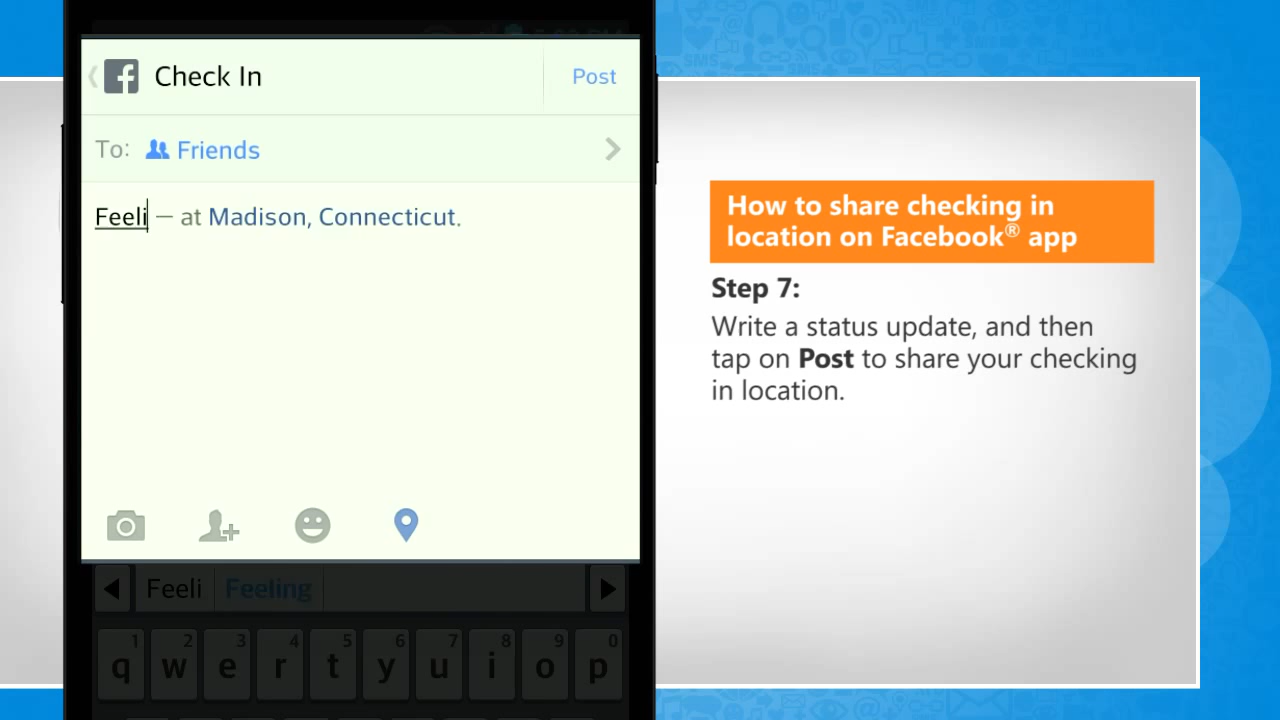 Check In
Post
To: Friends
Feeli — at Madison, Connecticut.
Feeli Feeling
1 2 3 4 5 6 7 8 9 0
q w e r t y u i o p
How to share checking in
location on Facebook® app
Step 7:
Write a status update, and then
tap on Post to share your checking
in location.